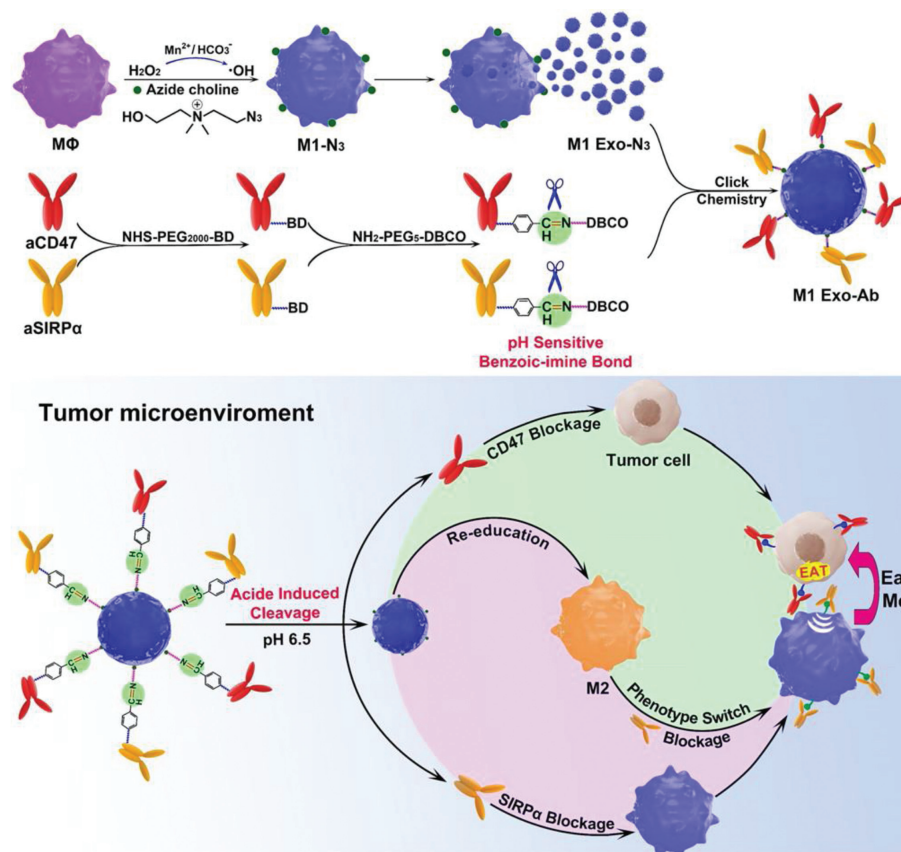 Mn²⁺/ HCO₃⁻
H₂O₂ ·OH
Azide choline
HO N ⊕ N₃
MΦ
M1-N₃
M1 Exo-N₃
Click
Chemistry
aCD47
NHS-PEG₂₀₀₀-BD
BD
NH₂-PEG₅-DBCO
C=N DBCO
H
aSIRPα
BD
C=N DBCO
H
M1 Exo-Ab
pH Sensitive
Benzoic-imine Bond
Tumor microenviroment
CD47 Blockage
Tumor cell
Re-education
EAT
Acide Induced
Cleavage
pH 6.5
H C=N
H C=N
H C=N
H C=N
H C=N
H C=N
M2
Phenotype Switch
Blockage
SIRPα Blockage